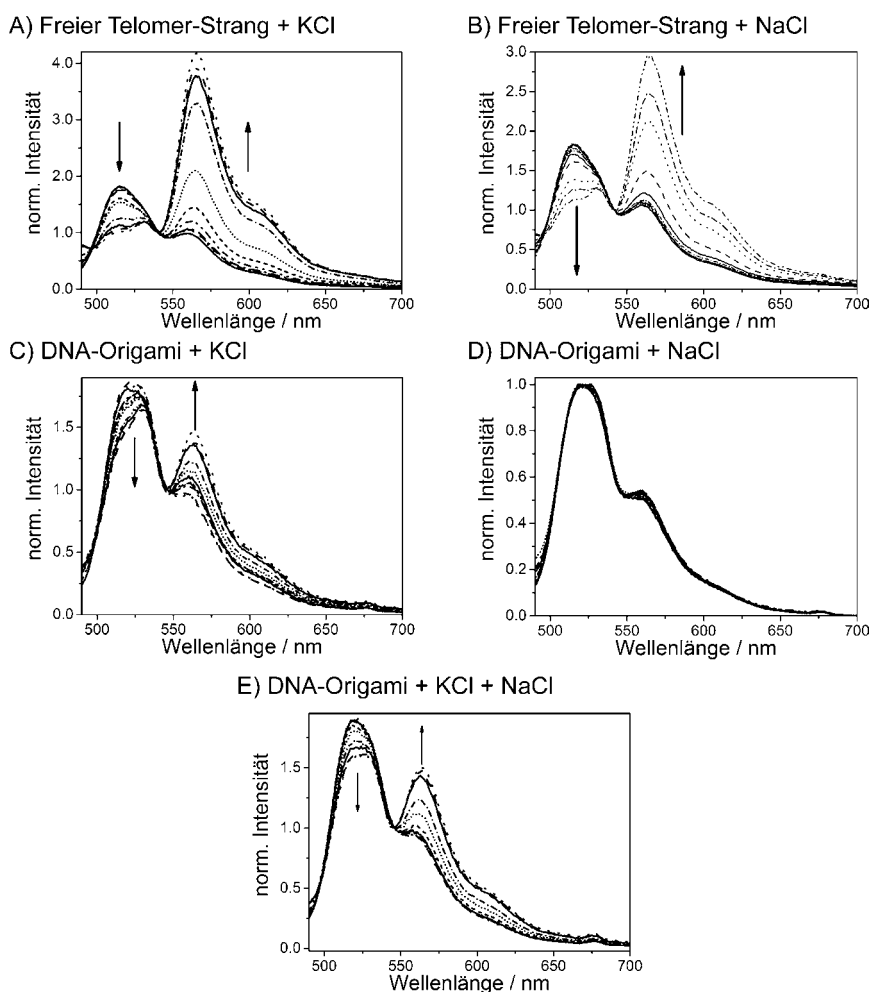 A) Freier Telomer-Strang + KCl
norm. Intensität
4.0
3.0
2.0
1.0
0.0
500 550 600 650 700
Wellenlänge / nm
B) Freier Telomer-Strang + NaCl
norm. Intensität
3.0
2.5
2.0
1.5
1.0
0.5
0.0
500 550 600 650 700
Wellenlänge / nm
C) DNA-Origami + KCl
norm. Intensität
1.5
1.0
0.5
0.0
500 550 600 650 700
Wellenlänge / nm
D) DNA-Origami + NaCl
norm. Intensität
1.0
0.8
0.6
0.4
0.2
0.0
500 550 600 650 700
Wellenlänge / nm
E) DNA-Origami + KCl + NaCl
norm. Intensität
1.5
1.0
0.5
0.0
500 550 600 650 700
Wellenlänge / nm